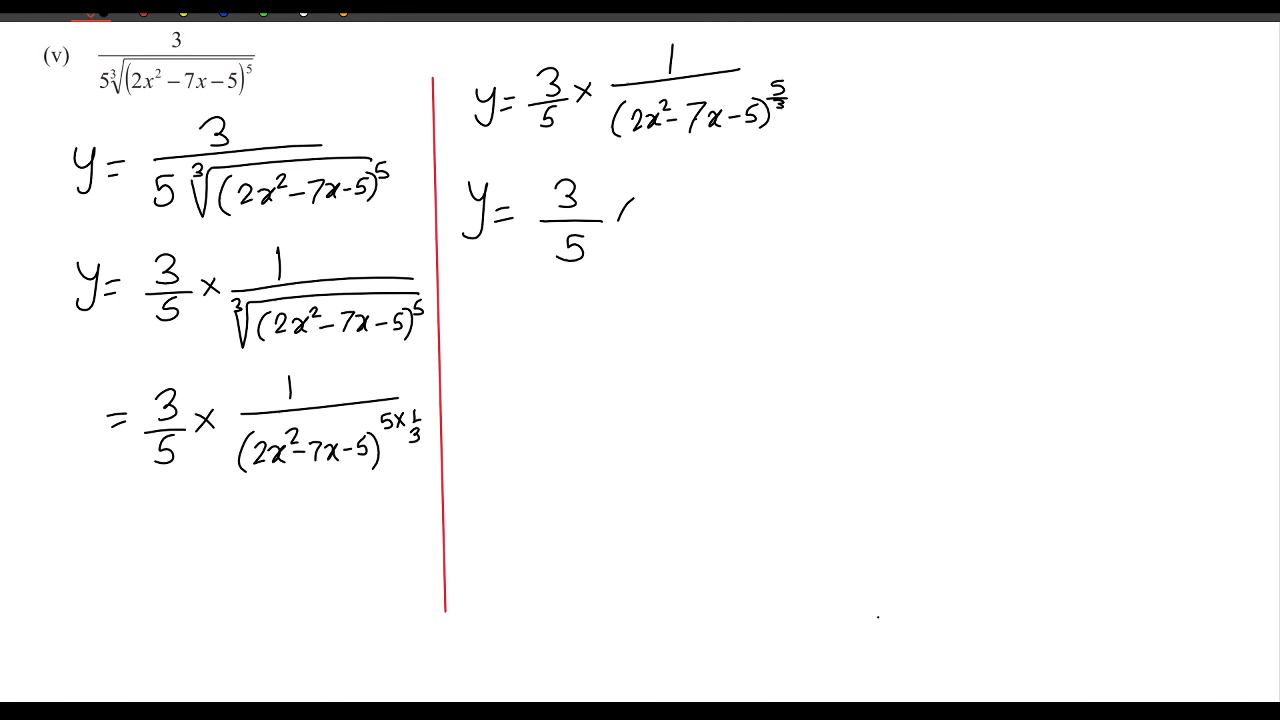 (v) 3 / 5∛((2x² − 7x − 5)⁵)
y = 3 / 5 ∛(2x² − 7x − 5)⁵
y = 3/5 × 1 / ∛(2x² − 7x − 5)⁵
= 3/5 × 1 / (2x² − 7x − 5)^(5 × 1/3)
y = 3/5 × 1 / (2x² − 7x − 5)^(5/3)
y = 3/5 (